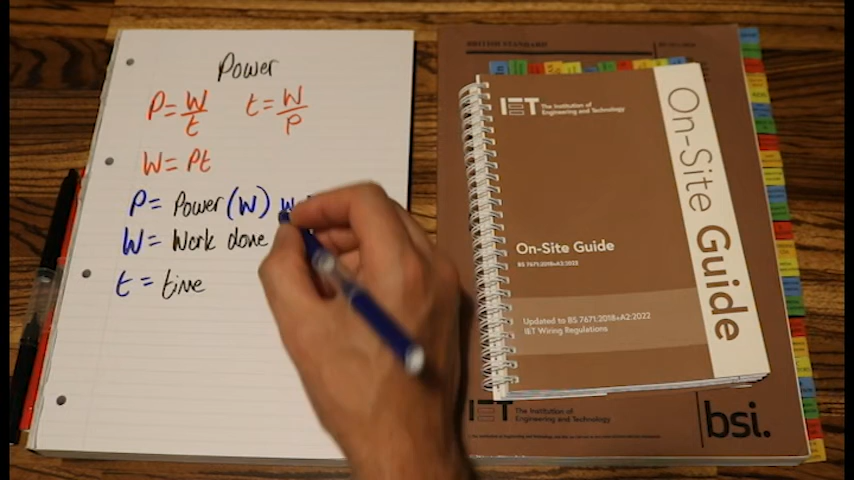 Power
P = W/t t = W/P
W = Pt
P = Power (W)
W = Work done
t = time
BRITISH STANDARD
IET The Institution of
Engineering and Technology
On-Site Guide
On-Site Guide
BS 7671:2018+A2:2022
Updated to BS 7671:2018+A2:2022
IET Wiring Regulations
IET The Institution of
Engineering and Technology
bsi.